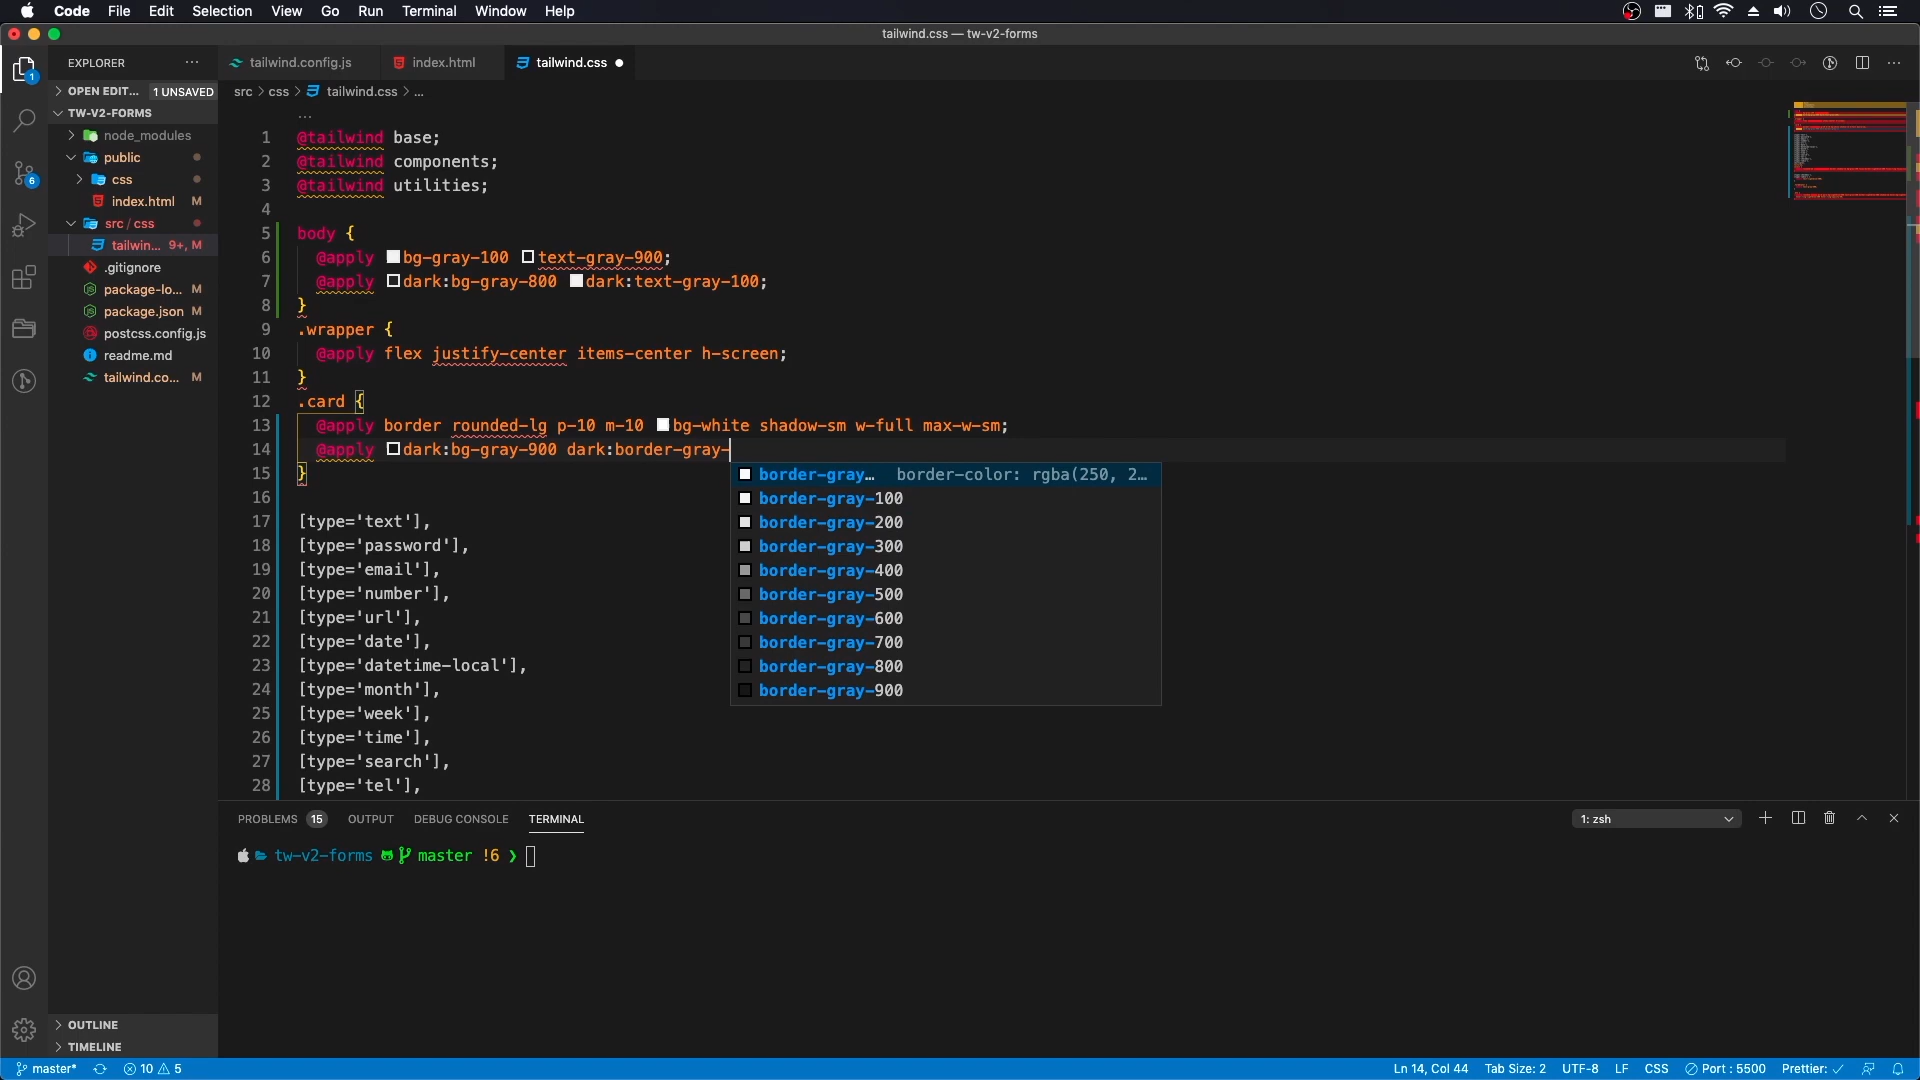 Code File Edit Selection View Go Run Terminal Window Help
tailwind.css — tw-v2-forms
EXPLORER
tailwind.config.js
index.html
tailwind.css
OPEN EDIT... 1 UNSAVED
src > css > tailwind.css > ...
TW-V2-FORMS
node_modules
public
css
index.html M
src / css
tailwin... 9+, M
.gitignore
package-lo... M
package.json M
postcss.config.js
readme.md
tailwind.co... M
OUTLINE
TIMELINE
1
6
...
1 @tailwind base;
2 @tailwind components;
3 @tailwind utilities;
4
5 body {
6 @apply bg-gray-100 text-gray-900;
7 @apply dark:bg-gray-800 dark:text-gray-100;
8 }
9 .wrapper {
10 @apply flex justify-center items-center h-screen;
11 }
12 .card {
13 @apply border rounded-lg p-10 m-10 bg-white shadow-sm w-full max-w-sm;
14 @apply dark:bg-gray-900 dark:border-gray-
15 }
16
17 [type='text'],
18 [type='password'],
19 [type='email'],
20 [type='number'],
21 [type='url'],
22 [type='date'],
23 [type='datetime-local'],
24 [type='month'],
25 [type='week'],
26 [type='time'],
27 [type='search'],
28 [type='tel'],
border-gray… border-color: rgba(250, 2…
border-gray-100
border-gray-200
border-gray-300
border-gray-400
border-gray-500
border-gray-600
border-gray-700
border-gray-800
border-gray-900
PROBLEMS 15 OUTPUT DEBUG CONSOLE TERMINAL
1: zsh
tw-v2-forms master !6 ❯
master* 10 5
Ln 14, Col 44 Tab Size: 2 UTF-8 LF CSS Port : 5500 Prettier: ✓